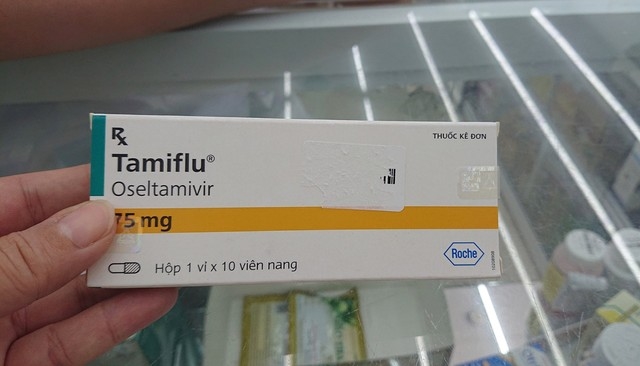 Rx
THUỐC KÊ ĐƠN
Tamiflu®
Oseltamivir
75 mg
Hộp 1 vỉ x 10 viên nang
Roche